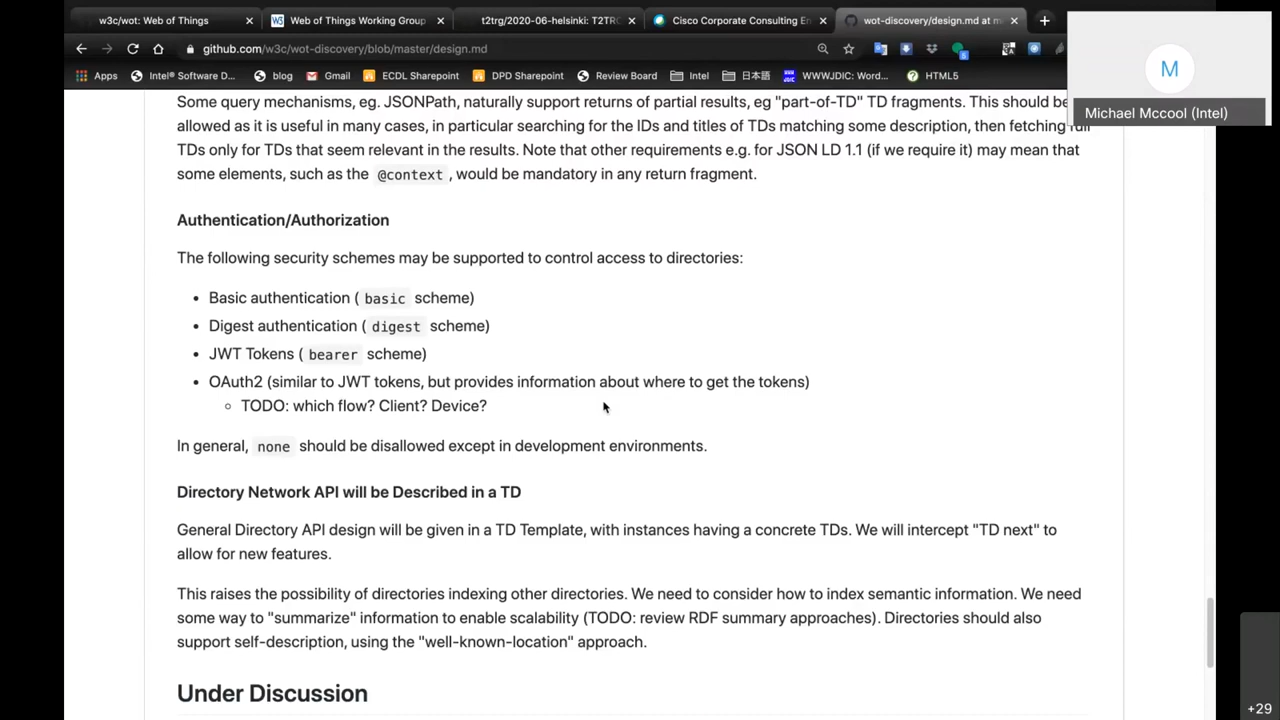 w3c/wot: Web of Things
Web of Things Working Group
t2trg/2020-06-helsinki: T2TRG
Cisco Corporate Consulting En
wot-discovery/design.md at m
github.com/w3c/wot-discovery/blob/master/design.md
Apps
Intel® Software D...
blog
Gmail
ECDL Sharepoint
DPD Sharepoint
Review Board
Intel
日本語
WWWJDIC: Wor...
HTML5
M
Michael Mccool (Intel)
Some query mechanisms, eg. JSONPath, naturally support returns of partial results, eg "part-of-TD" TD fragments. This should be
allowed as it is useful in many cases, in particular searching for the IDs and titles of TDs matching some description, then fetching full
TDs only for TDs that seem relevant in the results. Note that other requirements e.g. for JSON LD 1.1 (if we require it) may mean that
some elements, such as the @context , would be mandatory in any return fragment.
Authentication/Authorization
The following security schemes may be supported to control access to directories:
• Basic authentication ( basic scheme)
• Digest authentication ( digest scheme)
• JWT Tokens ( bearer scheme)
• OAuth2 (similar to JWT tokens, but provides information about where to get the tokens)
○ TODO: which flow? Client? Device?
In general, none should be disallowed except in development environments.
Directory Network API will be Described in a TD
General Directory API design will be given in a TD Template, with instances having a concrete TDs. We will intercept "TD next" to
allow for new features.
This raises the possibility of directories indexing other directories. We need to consider how to index semantic information. We need
some way to "summarize" information to enable scalability (TODO: review RDF summary approaches). Directories should also
support self-description, using the "well-known-location" approach.
Under Discussion
+29